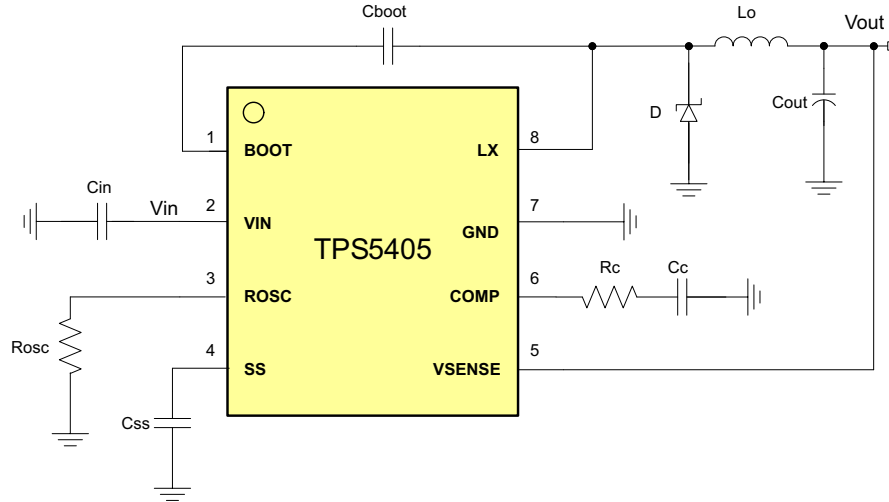 Cboot
Lo
Vout
D
Cout
1
BOOT
LX
8
Cin
Vin
2
VIN
7
GND
TPS5405
3
ROSC
COMP
6
Rc
Cc
Rosc
4
SS
VSENSE
5
Css